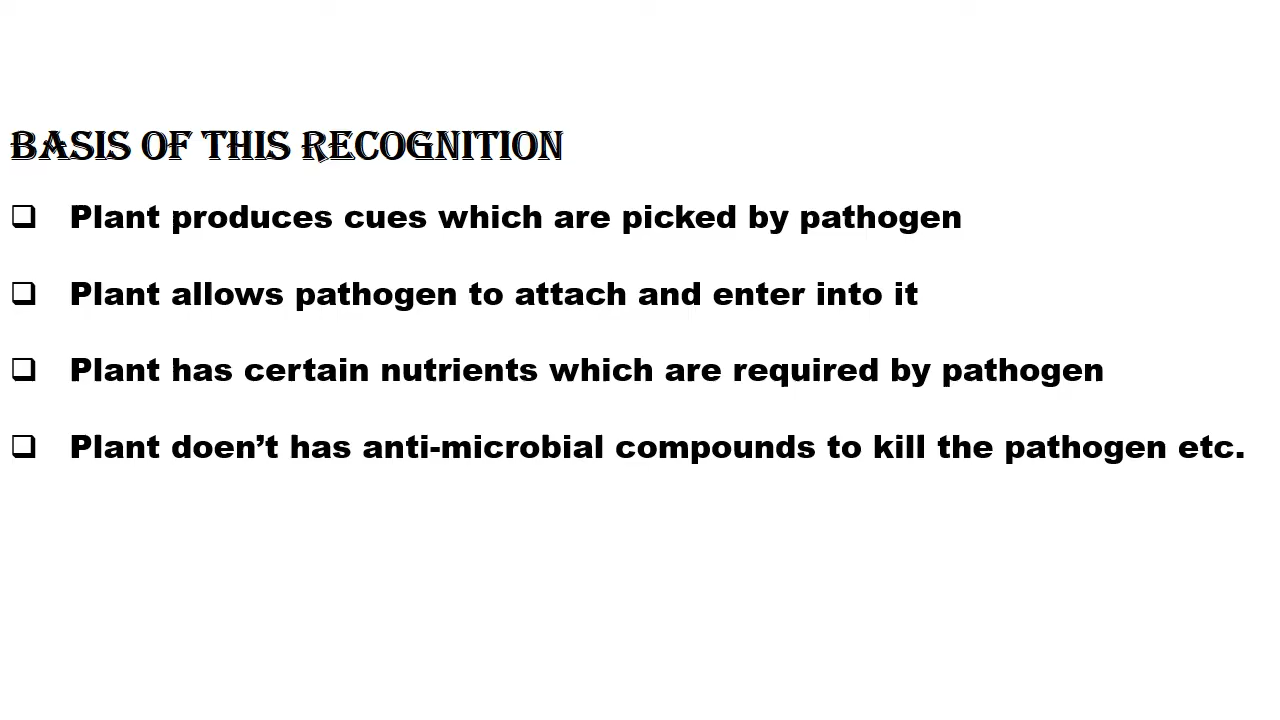 BASIS OF THIS RECOGNITION
❑ Plant produces cues which are picked by pathogen
❑ Plant allows pathogen to attach and enter into it
❑ Plant has certain nutrients which are required by pathogen
❑ Plant doen’t has anti-microbial compounds to kill the pathogen etc.